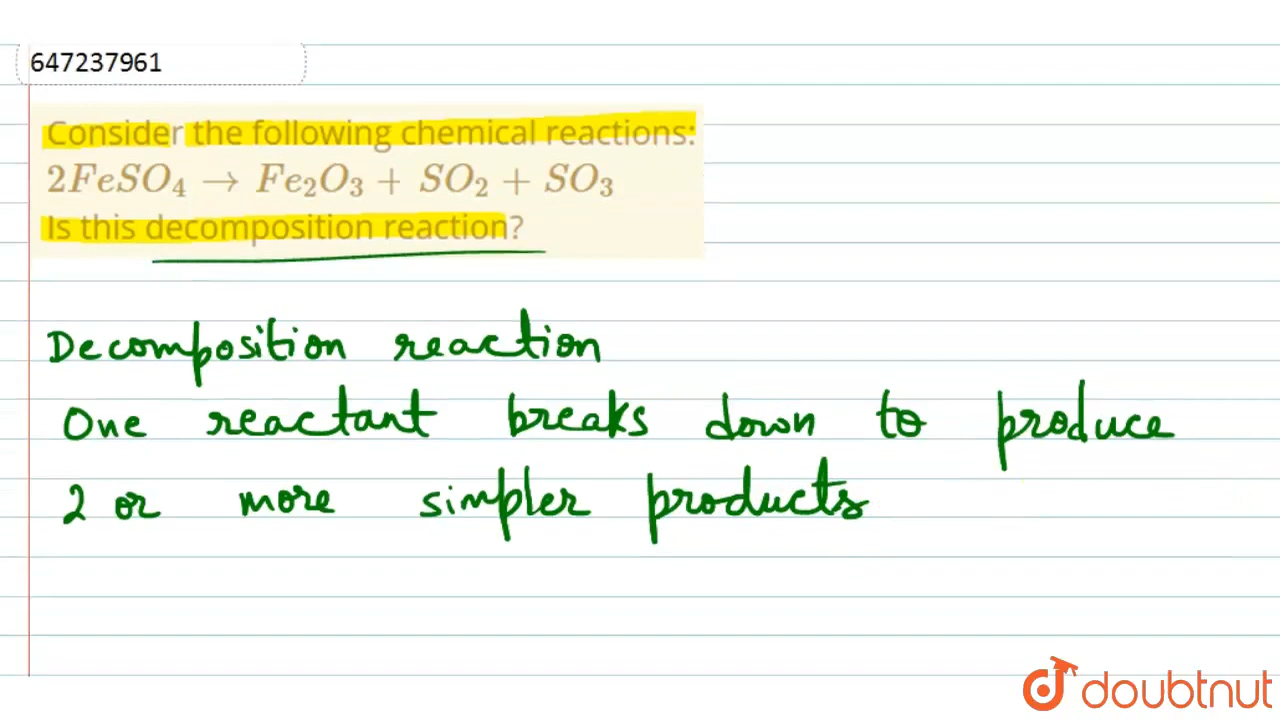 647237961
Consider the following chemical reactions:
2FeSO₄ → Fe₂O₃ + SO₂ + SO₃
Is this decomposition reaction?
Decomposition reaction
One reactant breaks down to produce
2 or more simpler products
doubtnut